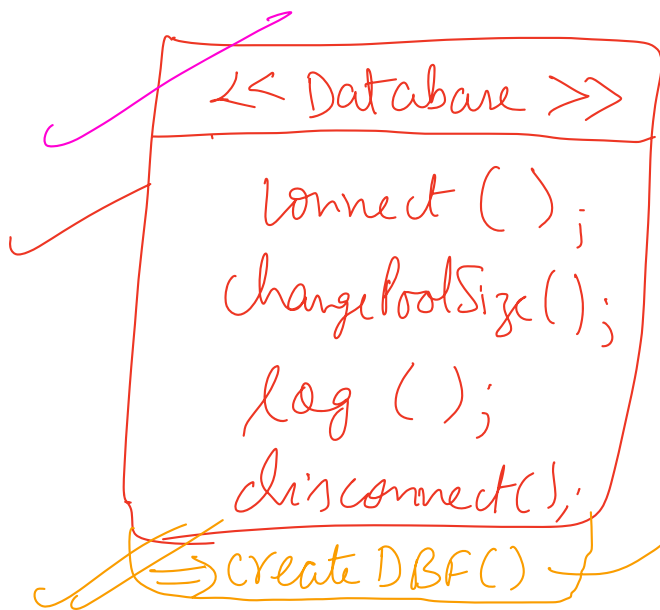 << Database >>
connect();
changePoolSize();
log();
disconnect();
=> createDBF()